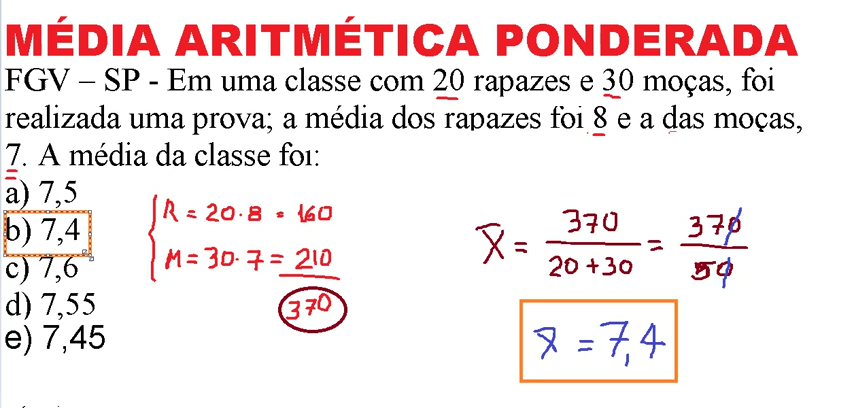 MÉDIA ARITMÉTICA PONDERADA
FGV – SP - Em uma classe com 20 rapazes e 30 moças, foi
realizada uma prova; a média dos rapazes foi 8 e a das moças,
7. A média da classe foi:
a) 7,5
b) 7,4
c) 7,6
d) 7,55
e) 7,45
R = 20·8 = 160
M = 30·7 = 210
370
x̄ = 370/(20+30) = 370/50
x̄ = 7,4